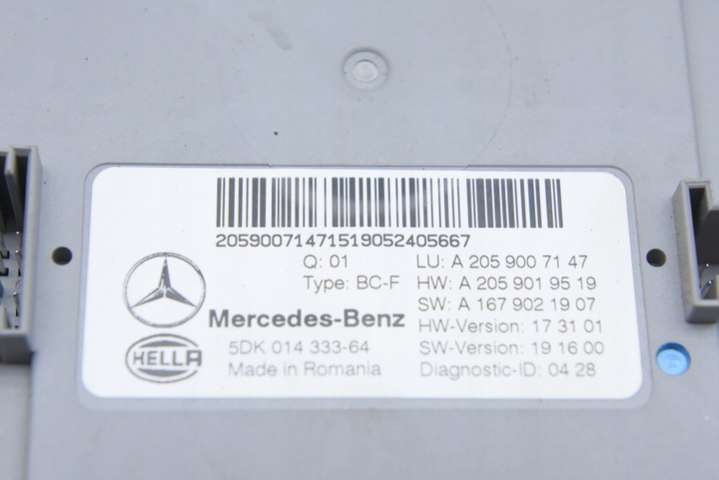 2059007147151905240​5667
Q: 01 LU: A 205 900 71 47
Type: BC-F HW: A 205 901 95 19
SW: A 167 902 19 07
Mercedes-Benz HW-Version: 17 31 01
HELLA 5DK 014 333-64 SW-Version: 19 16 00
Made in Romania Diagnostic-ID: 04 28